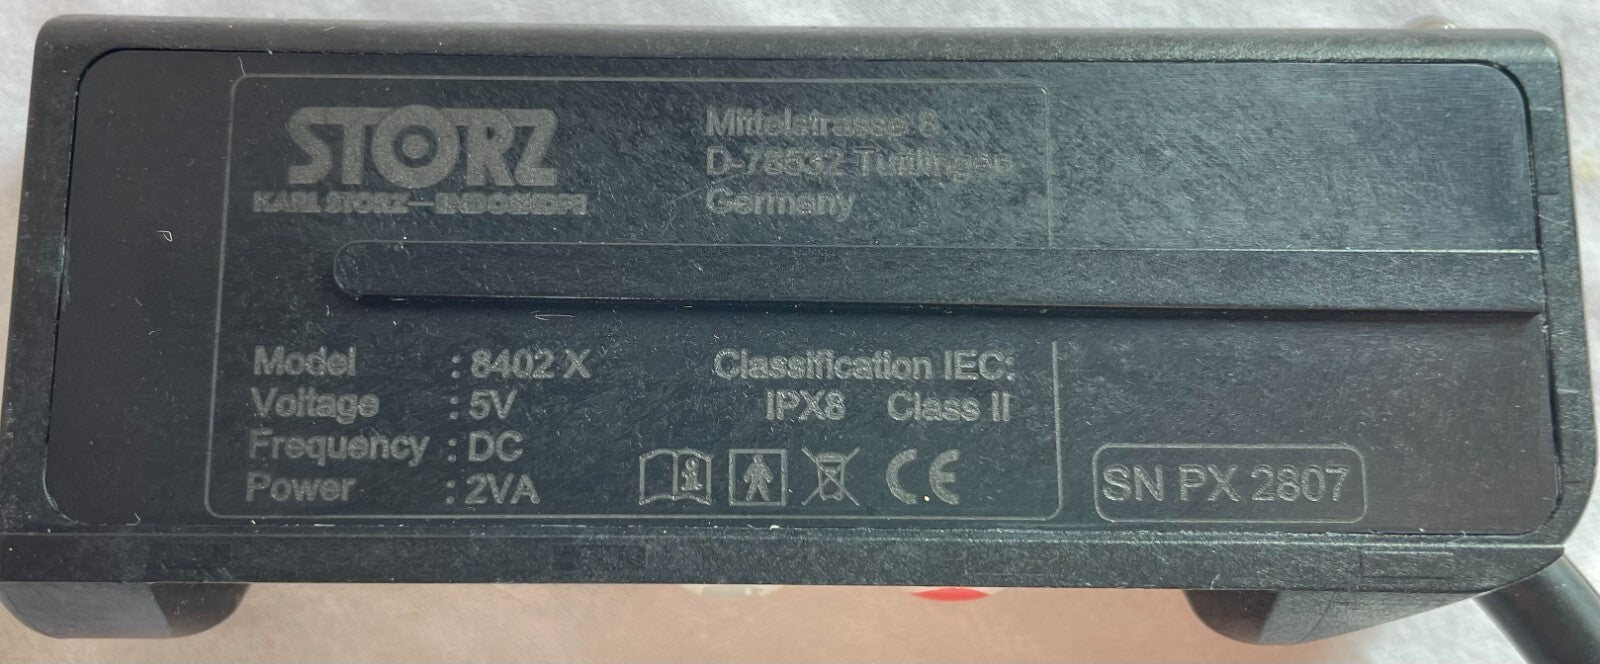 STORZ
KARL STORZ—ENDOSKOPE
Mittelstrasse 8
D-78532 Tuttlingen
Germany
Model : 8402 X
Voltage : 5V
Frequency : DC
Power : 2VA
Classification IEC:
IPX8 Class II
CE
SN PX 2807